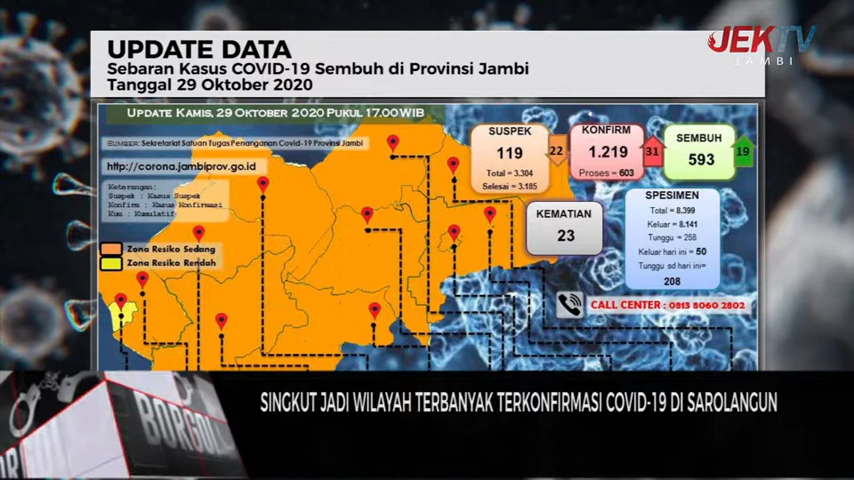 JEKTV
JAMBI
UPDATE DATA
Sebaran Kasus COVID-19 Sembuh di Provinsi Jambi
Tanggal 29 Oktober 2020
UPDATE KAMIS, 29 OKTOBER 2020 PUKUL 17.00 WIB
SUMBER: Sekretariat Satuan Tugas Penanganan Covid-19 Provinsi Jambi
http://corona.jambiprov.go.id
Keterangan:
Suspek : Kasus Suspek
Konfirm : Kasus Konfirmasi
Kum : Kumulatif
Zona Resiko Sedang
Zona Resiko Rendah
SUSPEK
119
Total = 3.304
Selesai = 3.185
22
KONFIRM
1.219
Proses = 603
31
SEMBUH
593
19
KEMATIAN
23
SPESIMEN
Total = 8.399
Keluar = 8.141
Tunggu = 258
Keluar hari ini = 50
Tunggu sd hari ini=
208
CALL CENTER : 0813 8060 2802
BORGOL
SINGKUT JADI WILAYAH TERBANYAK TERKONFIRMASI COVID-19 DI SAROLANGUN